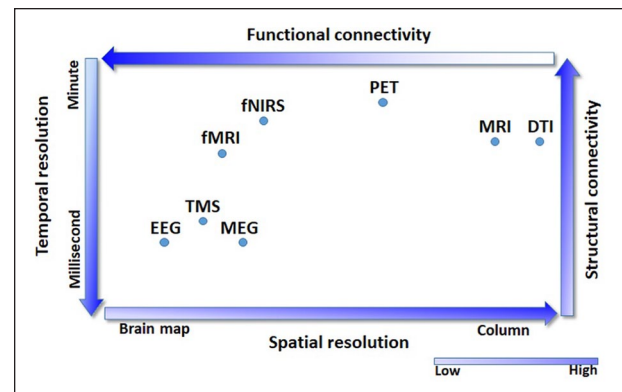 Functional connectivity
Minute
Temporal resolution
Millisecond
PET
fNIRS
fMRI
MRI DTI
TMS
EEG MEG
Structural connectivity
Brain map
Column
Spatial resolution
Low High